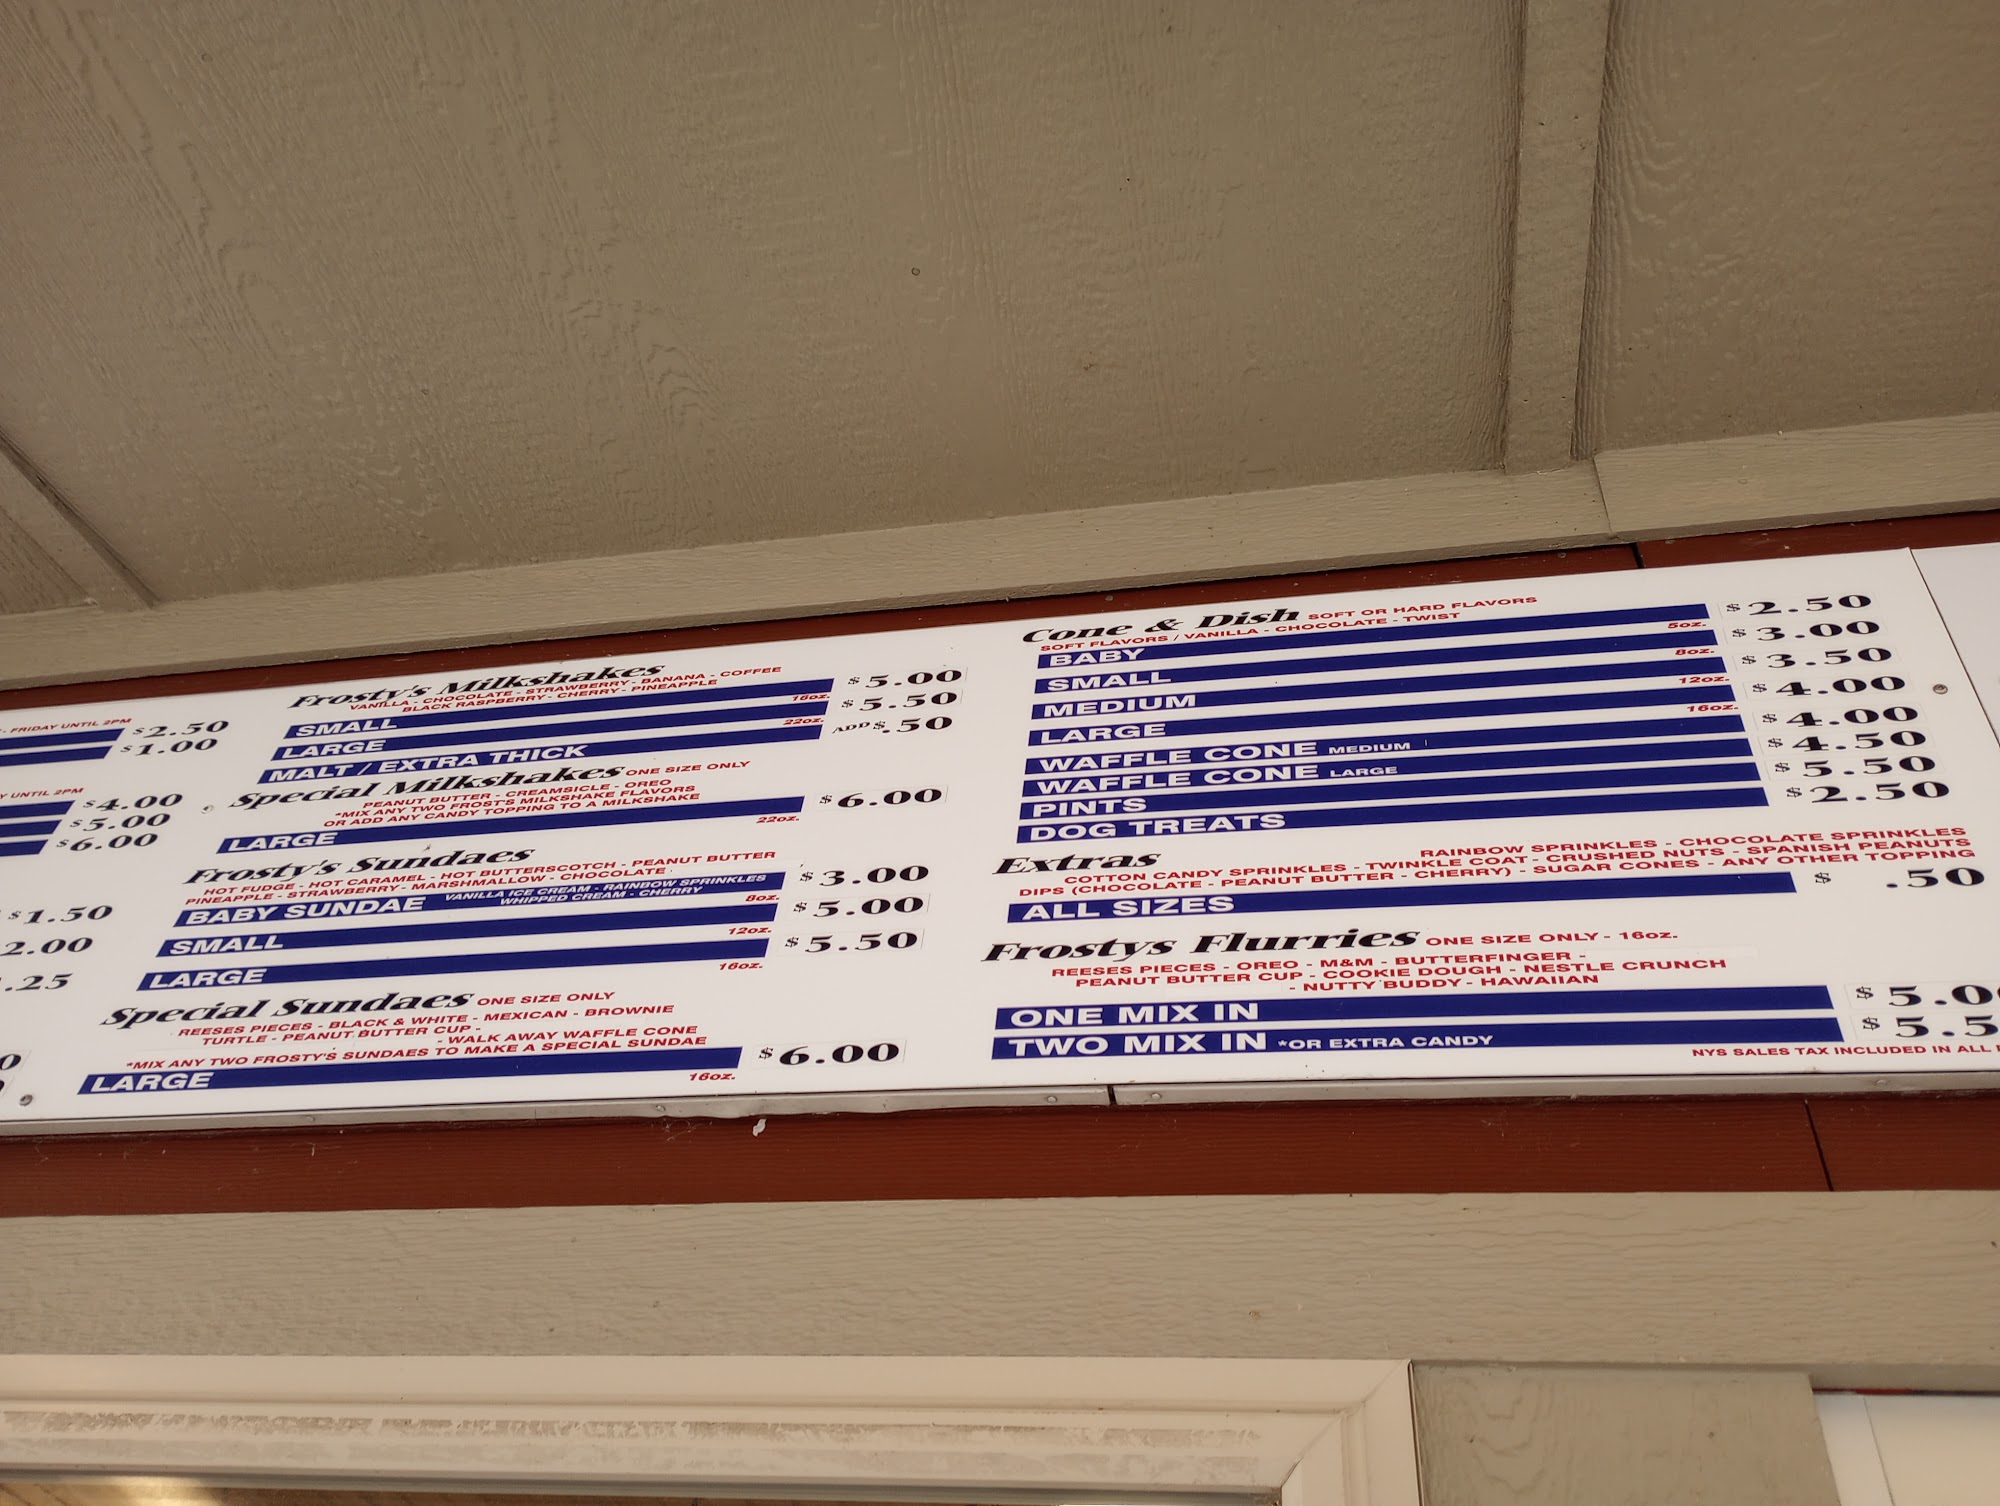 - FRIDAY UNTIL 2PM
$2.50
$1.00
Y UNTIL 2PM
$4.00
$5.00
$6.00
$1.50
2.00
.25
Frosty's Milkshakes
VANILLA - CHOCOLATE - STRAWBERRY - BANANA - COFFEE
BLACK RASPBERRY - CHERRY - PINEAPPLE
SMALL 16oz. $5.00
LARGE 22oz. $5.50
MALT / EXTRA THICK ADD $.50
Special Milkshakes ONE SIZE ONLY
PEANUT BUTTER - CREAMSICLE - OREO
*MIX ANY TWO FROST'S MILKSHAKE FLAVORS
OR ADD ANY CANDY TOPPING TO A MILKSHAKE
LARGE 22oz. $6.00
Frosty's Sundaes
HOT FUDGE - HOT CARAMEL - HOT BUTTERSCOTCH - PEANUT BUTTER
PINEAPPLE - STRAWBERRY - MARSHMALLOW - CHOCOLATE
BABY SUNDAE VANILLA ICE CREAM - RAINBOW SPRINKLES
WHIPPED CREAM - CHERRY 8oz. $3.00
SMALL 12oz. $5.00
LARGE 16oz. $5.50
Special Sundaes ONE SIZE ONLY
REESES PIECES - BLACK & WHITE - MEXICAN - BROWNIE
TURTLE - PEANUT BUTTER CUP - - WALK AWAY WAFFLE CONE
*MIX ANY TWO FROSTY'S SUNDAES TO MAKE A SPECIAL SUNDAE
LARGE 16oz. $6.00
Cone & Dish SOFT OR HARD FLAVORS
SOFT FLAVORS / VANILLA - CHOCOLATE - TWIST
BABY 5oz. $2.50
SMALL 8oz. $3.00
MEDIUM 12oz. $3.50
LARGE 16oz. $4.00
WAFFLE CONE MEDIUM $4.00
WAFFLE CONE LARGE $4.50
PINTS $5.50
DOG TREATS $2.50
Extras RAINBOW SPRINKLES - CHOCOLATE SPRINKLES
COTTON CANDY SPRINKLES - TWINKLE COAT - CRUSHED NUTS - SPANISH PEANUTS
DIPS (CHOCOLATE - PEANUT BUTTER - CHERRY) - SUGAR CONES - ANY OTHER TOPPING
ALL SIZES $ .50
Frostys Flurries ONE SIZE ONLY - 16oz.
REESES PIECES - OREO - M&M - BUTTERFINGER -
PEANUT BUTTER CUP - COOKIE DOUGH - NESTLE CRUNCH
- NUTTY BUDDY - HAWAIIAN
ONE MIX IN $5.0
TWO MIX IN *OR EXTRA CANDY $5.5
NYS SALES TAX INCLUDED IN ALL